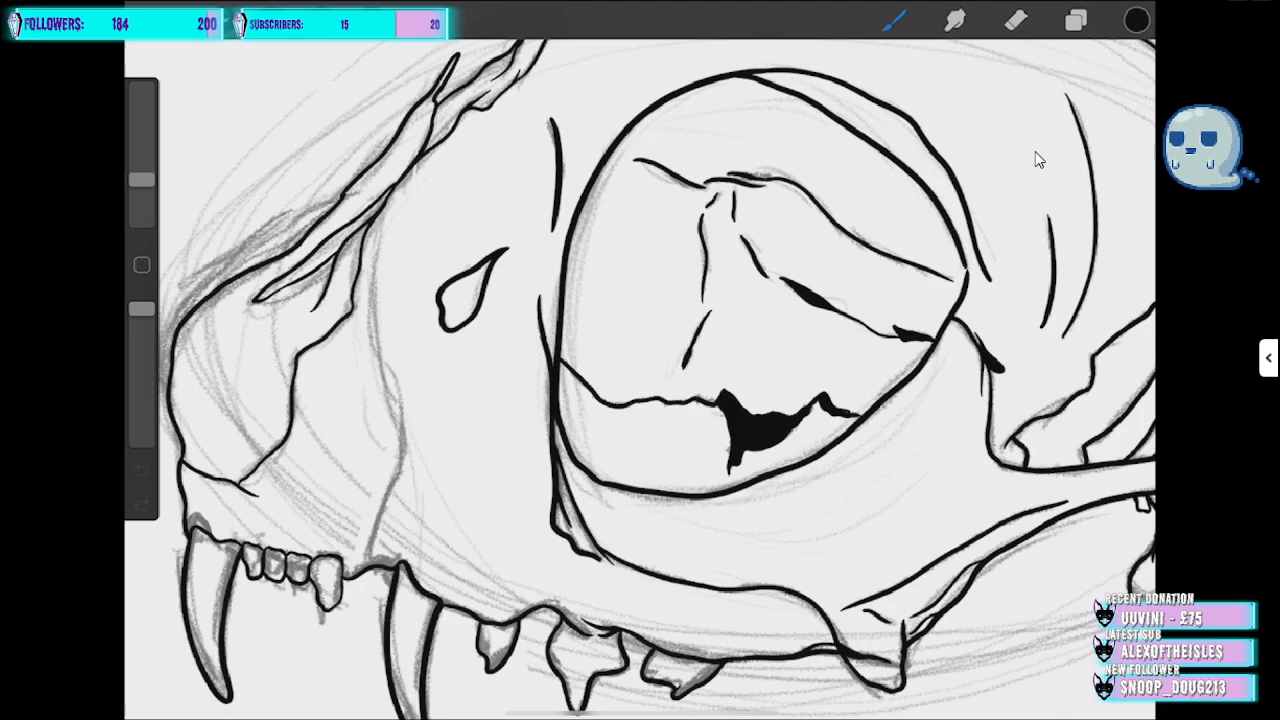 FOLLOWERS: 184 200
SUBSCRIBERS: 15 20
RECENT DONATION
UUVINI - £75
LATEST SUB
ALEXOFTHEISLES
NEW FOLLOWER
SNOOP_DOUG213